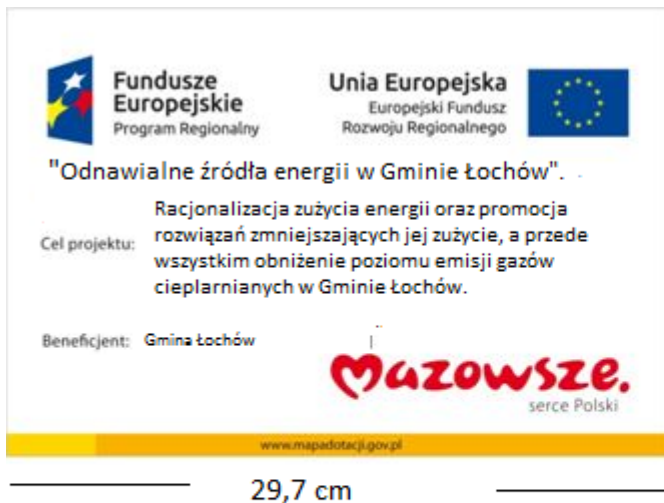 Fundusze
Europejskie
Program Regionalny
Unia Europejska
Europejski Fundusz
Rozwoju Regionalnego
"Odnawialne źródła energii w Gminie Łochów".
Cel projektu:
Racjonalizacja zużycia energii oraz promocja
rozwiązań zmniejszających jej zużycie, a przede
wszystkim obniżenie poziomu emisji gazów
cieplarnianych w Gminie Łochów.
Beneficjent: Gmina Łochów
mazowsze.
serce Polski
www.mapadotacji.gov.pl
29,7 cm